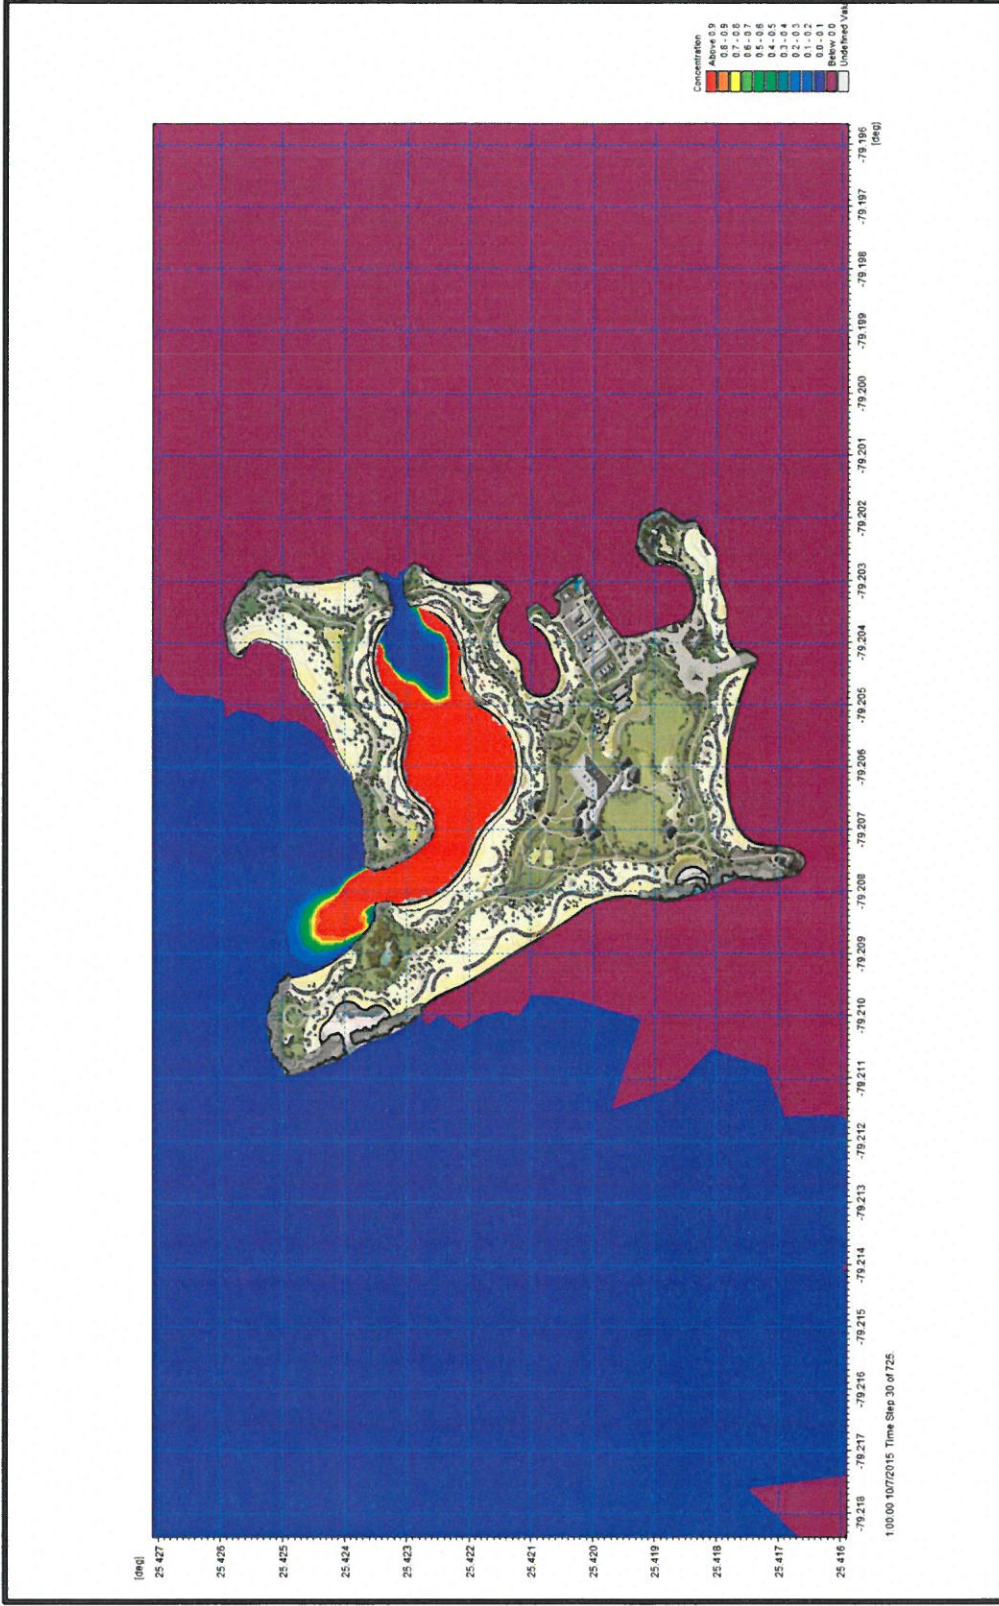 Concentration
Above 0.9
0.8 - 0.9
0.7 - 0.8
0.6 - 0.7
0.5 - 0.6
0.4 - 0.5
0.3 - 0.4
0.2 - 0.3
0.1 - 0.2
0.0 - 0.1
Below 0.0
Undefined Valu
[deg]
25.427
25.426
25.425
25.424
25.423
25.422
25.421
25.420
25.419
25.418
25.417
25.416
-79.218
-79.217
-79.216
-79.215
-79.214
-79.213
-79.212
-79.211
-79.210
-79.209
-79.208
-79.207
-79.206
-79.205
-79.204
-79.203
-79.202
-79.201
-79.200
-79.199
-79.198
-79.197
-79.196
[deg]
1:00:00 10/7/2015 Time Step 30 of 725.